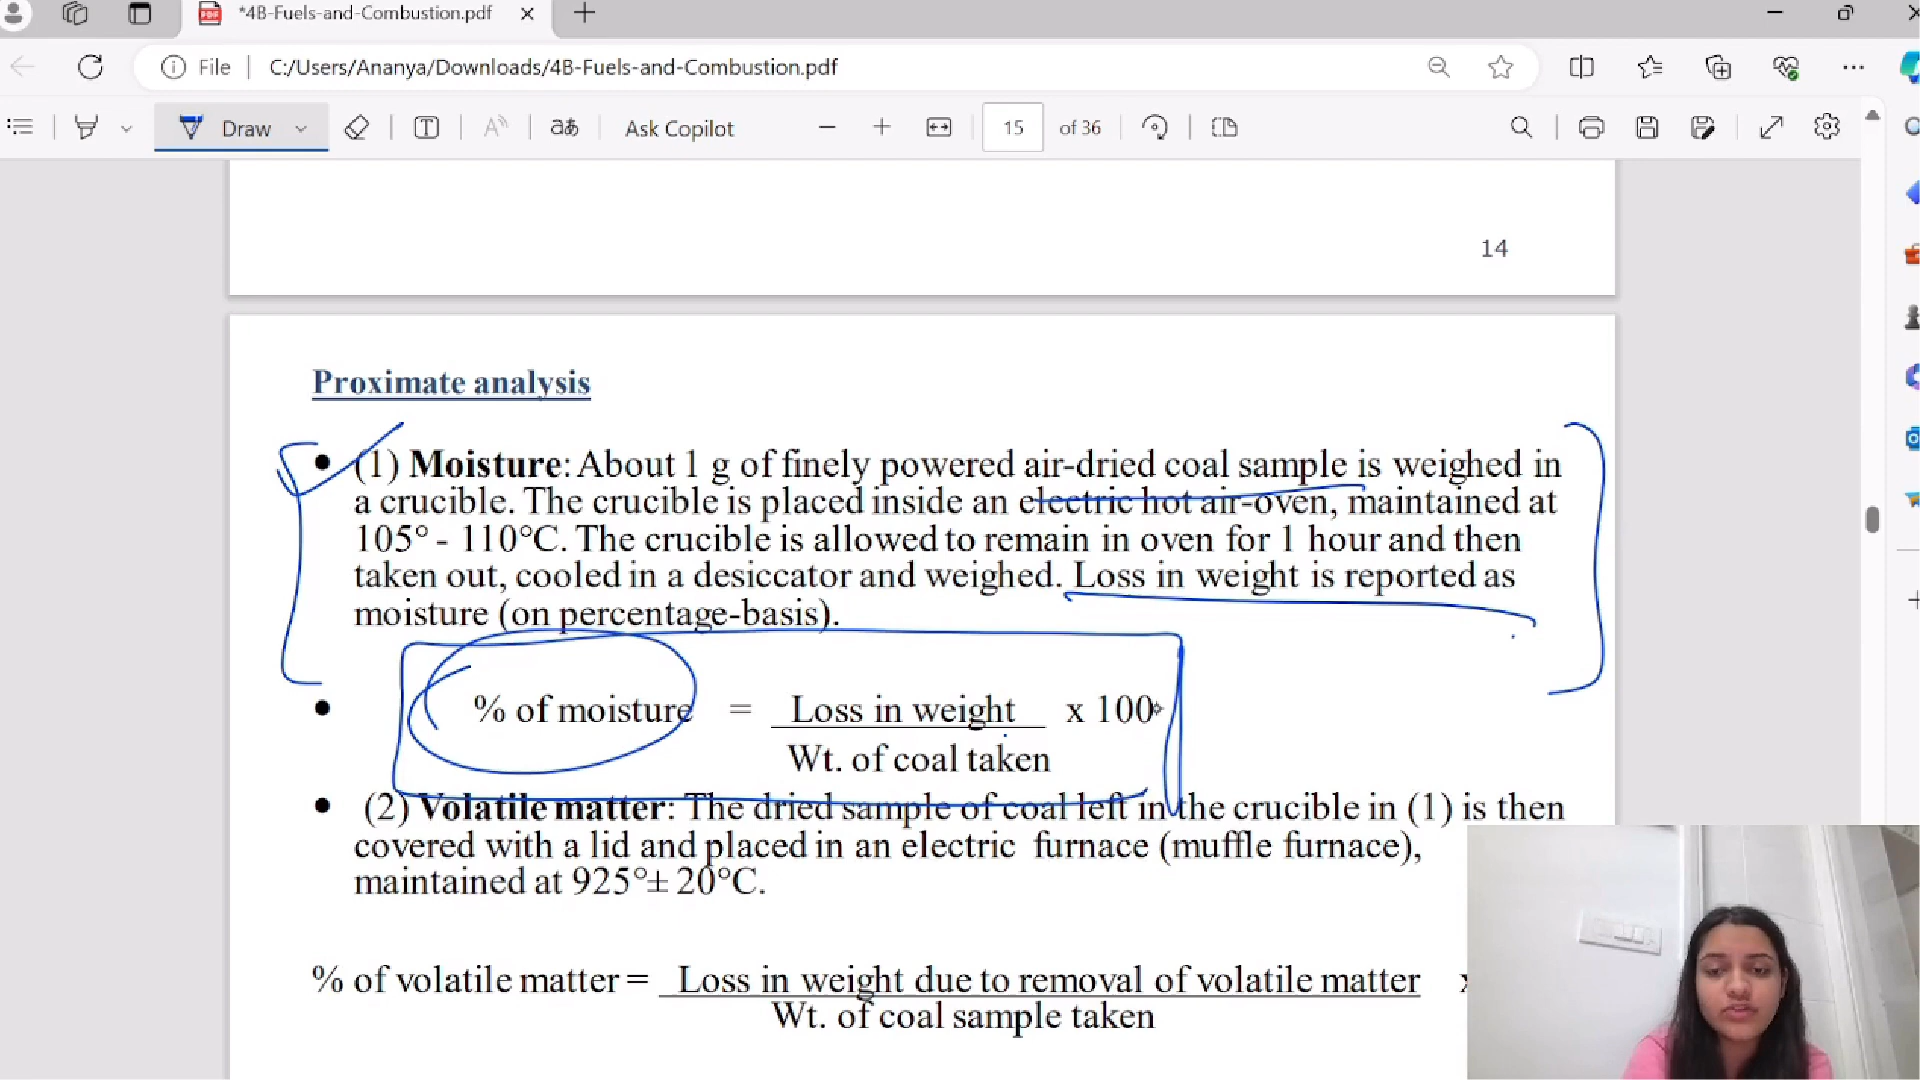 *4B-Fuels-and-Combustion.pdf
File
C:/Users/Ananya/Downloads/4B-Fuels-and-Combustion.pdf
Draw
Ask Copilot
15 of 36
14
Proximate analysis
• (1) Moisture: About 1 g of finely powered air-dried coal sample is weighed in
a crucible. The crucible is placed inside an electric hot air-oven, maintained at
105° - 110°C. The crucible is allowed to remain in oven for 1 hour and then
taken out, cooled in a desiccator and weighed. Loss in weight is reported as
moisture (on percentage-basis).
• % of moisture = Loss in weight x 100
Wt. of coal taken
• (2) Volatile matter: The dried sample of coal left in the crucible in (1) is then
covered with a lid and placed in an electric furnace (muffle furnace),
maintained at 925°± 20°C.
% of volatile matter = Loss in weight due to removal of volatile matter
Wt. of coal sample taken